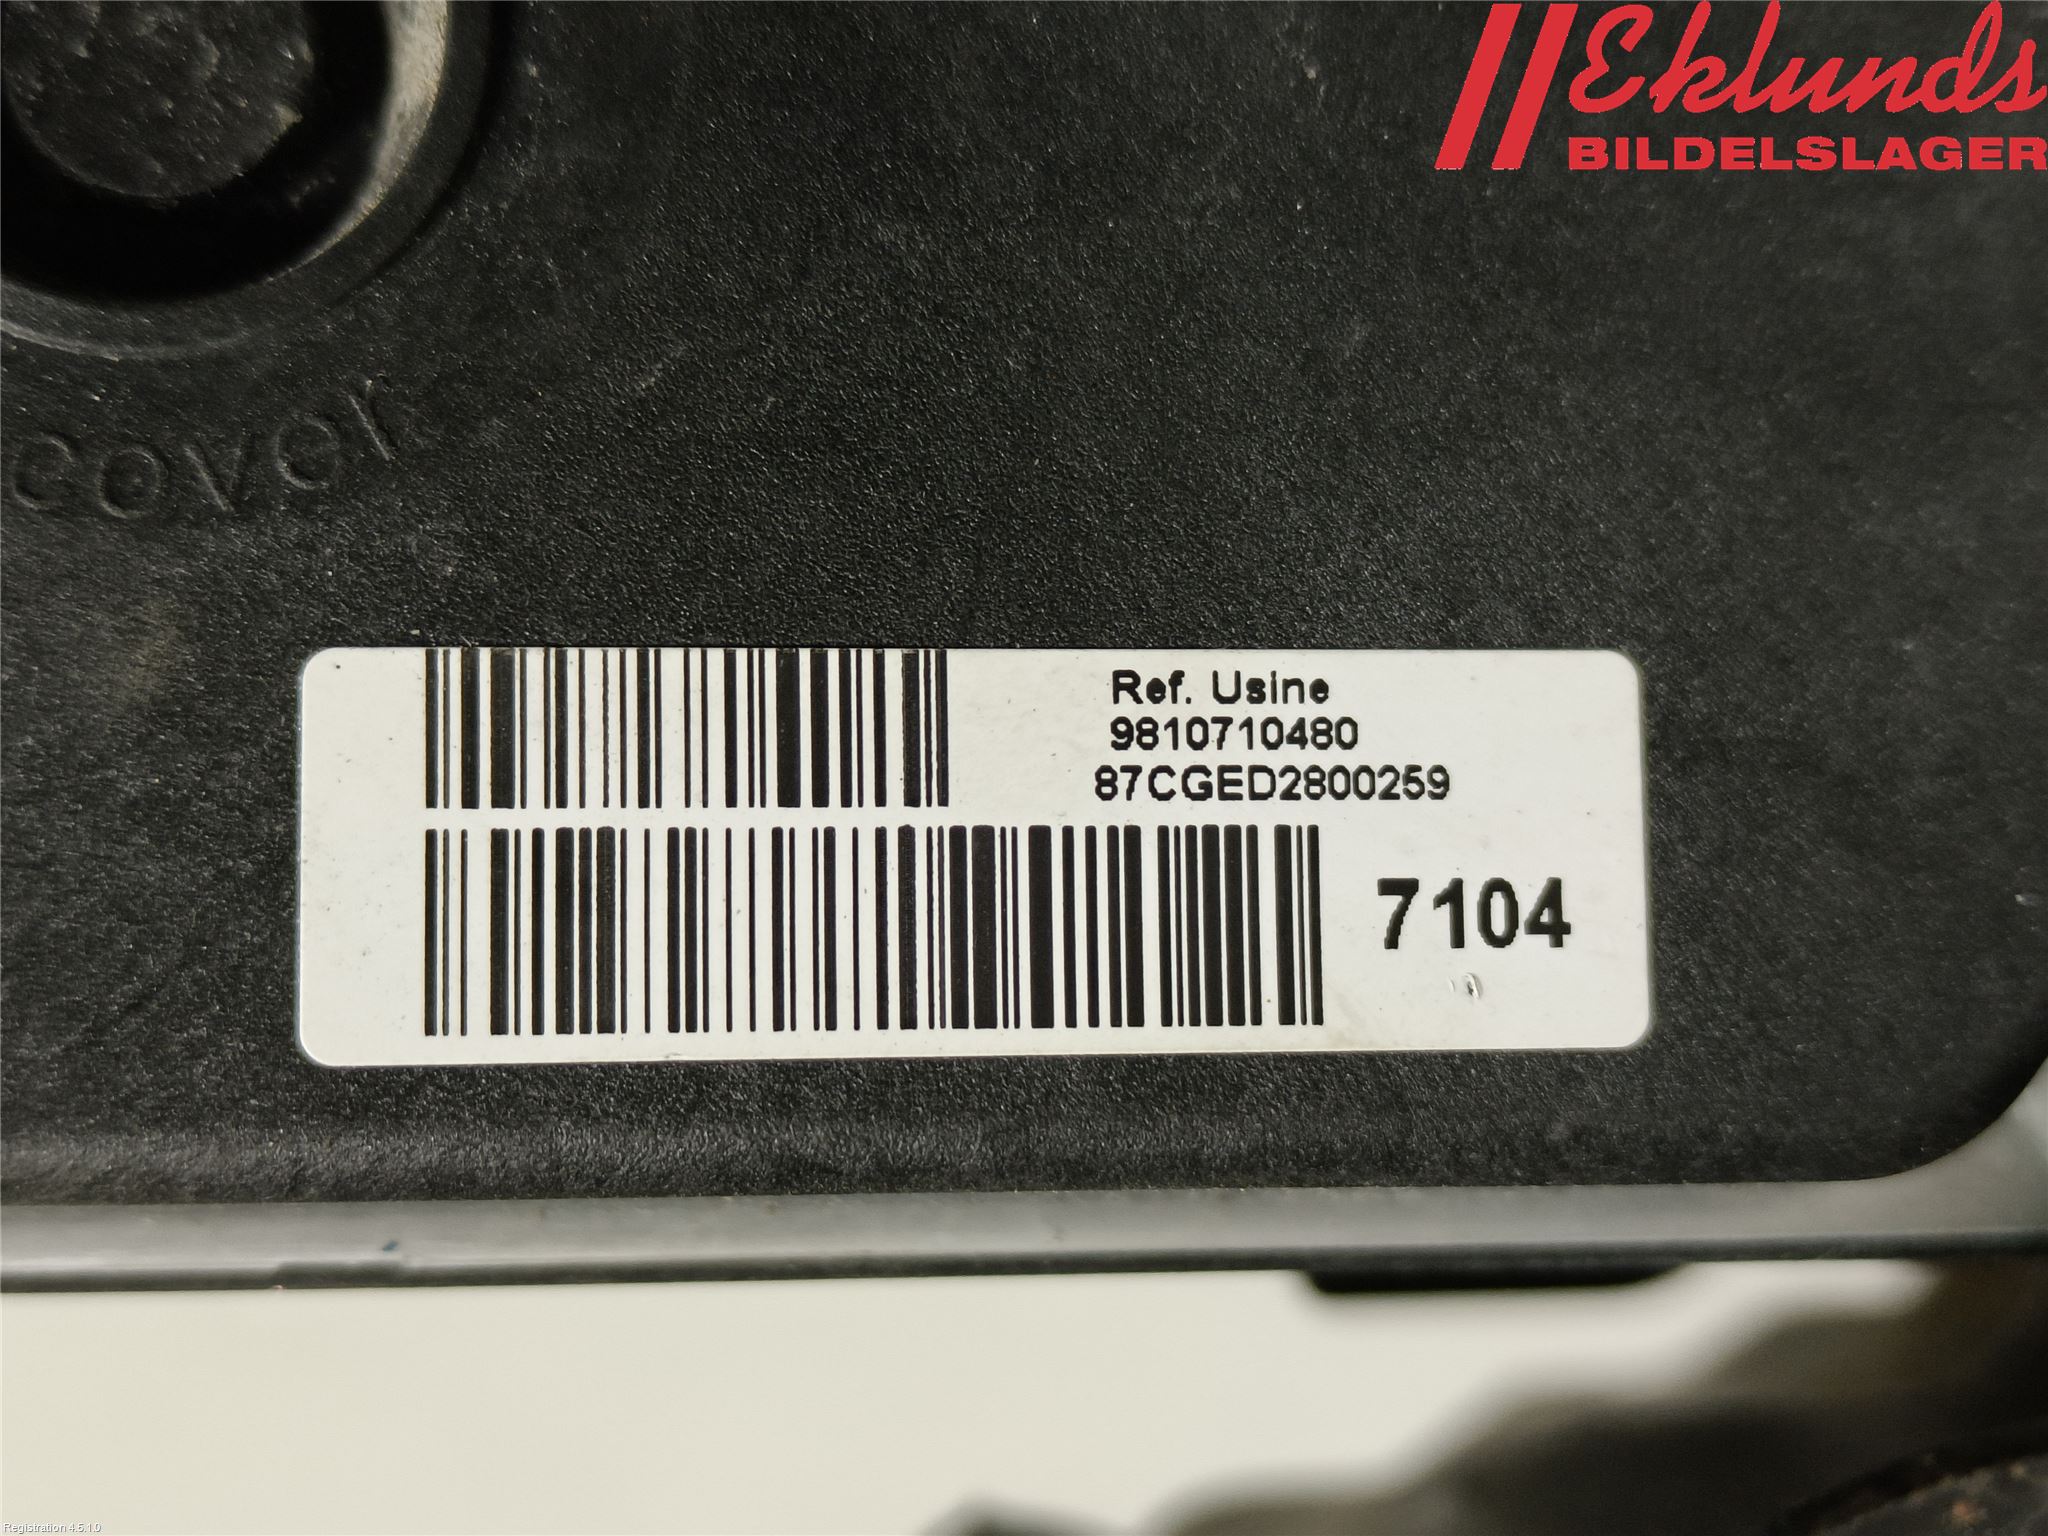 Eklunds
BILDELSLAGER
cover
Ref. Usine
9810710480
87CGED2800259
7104
Registration 4.5.1.0